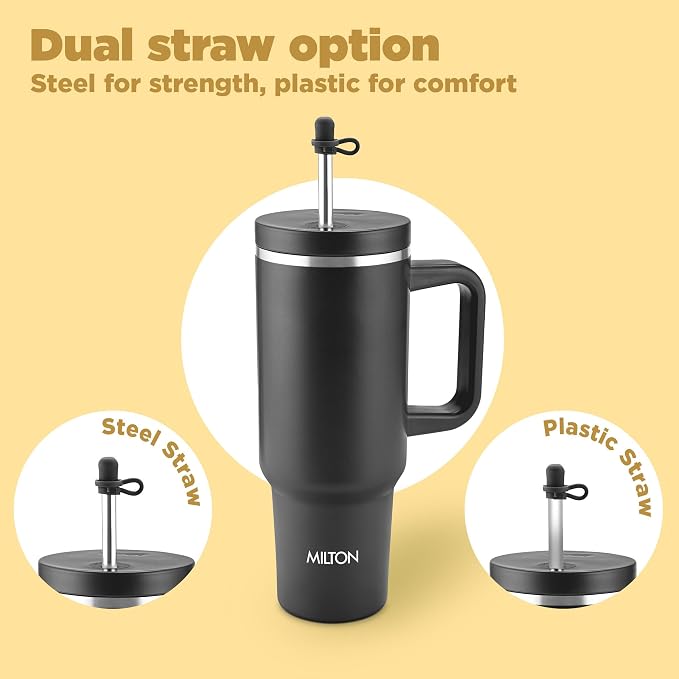 Dual straw option
Steel for strength, plastic for comfort
Steel Straw
Plastic Straw
MILTON